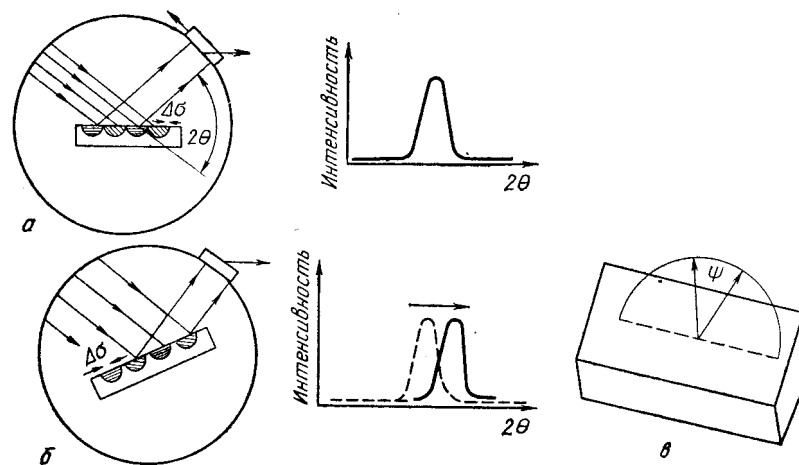 Δσ
2θ
а
Интенсивность
2θ
Δσ
б
Интенсивность
2θ
ψ
в